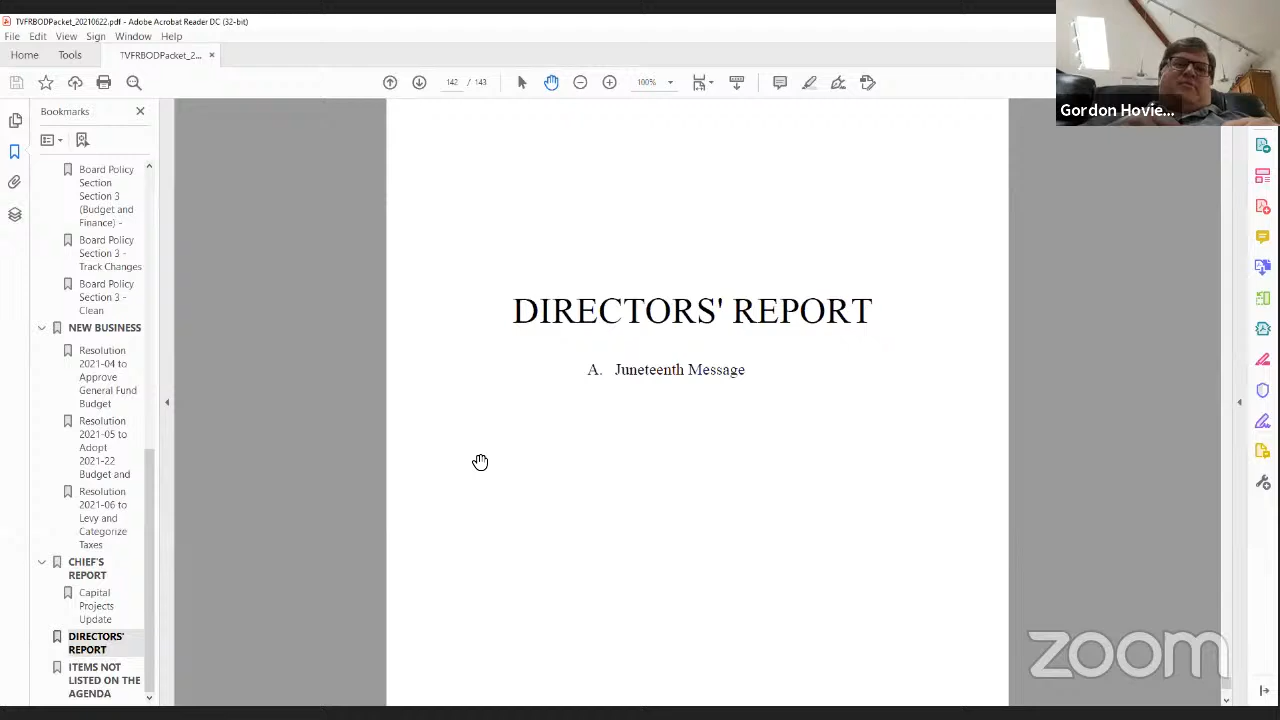 TVFRBODPacket_20210622.pdf - Adobe Acrobat Reader DC (32-bit)
File Edit View Sign Window Help
Home Tools TVFRBODPacket_2... ×
142 / 143 100%
Gordon Hovie...
Bookmarks
Board Policy
Section
Section 3
(Budget and
Finance) -
Board Policy
Section 3 -
Track Changes
Board Policy
Section 3 -
Clean
NEW BUSINESS
Resolution
2021-04 to
Approve
General Fund
Budget
Resolution
2021-05 to
Adopt
2021-22
Budget and
Resolution
2021-06 to
Levy and
Categorize
Taxes
CHIEF'S
REPORT
Capital
Projects
Update
DIRECTORS'
REPORT
ITEMS NOT
LISTED ON THE
AGENDA
DIRECTORS' REPORT
A. Juneteenth Message
zoom